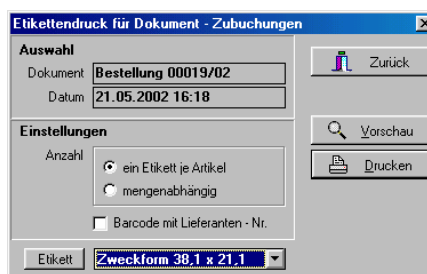 Etikettendruck für Dokument - Zubuchungen
Auswahl
Dokument Bestellung 00019/02
Datum 21.05.2002 16:18
Zurück
Einstellungen
Anzahl
ein Etikett je Artikel
mengenabhängig
Barcode mit Lieferanten - Nr.
Vorschau
Drucken
Etikett Zweckform 38,1 x 21,1